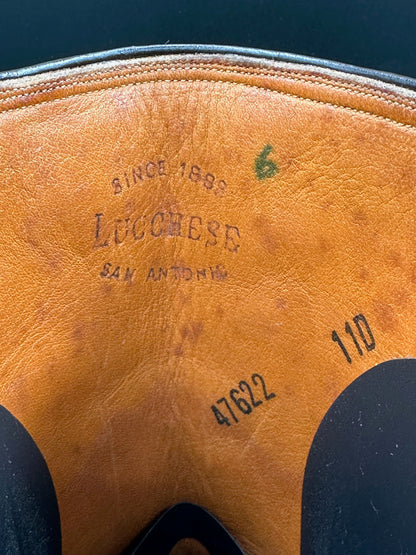 SINCE 1883
6
LUCCHESE
SAN ANTONIO
11D
47622